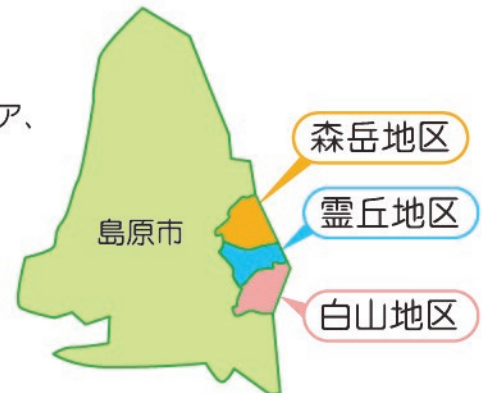 ア、
森岳地区
霊丘地区
島原市
白山地区